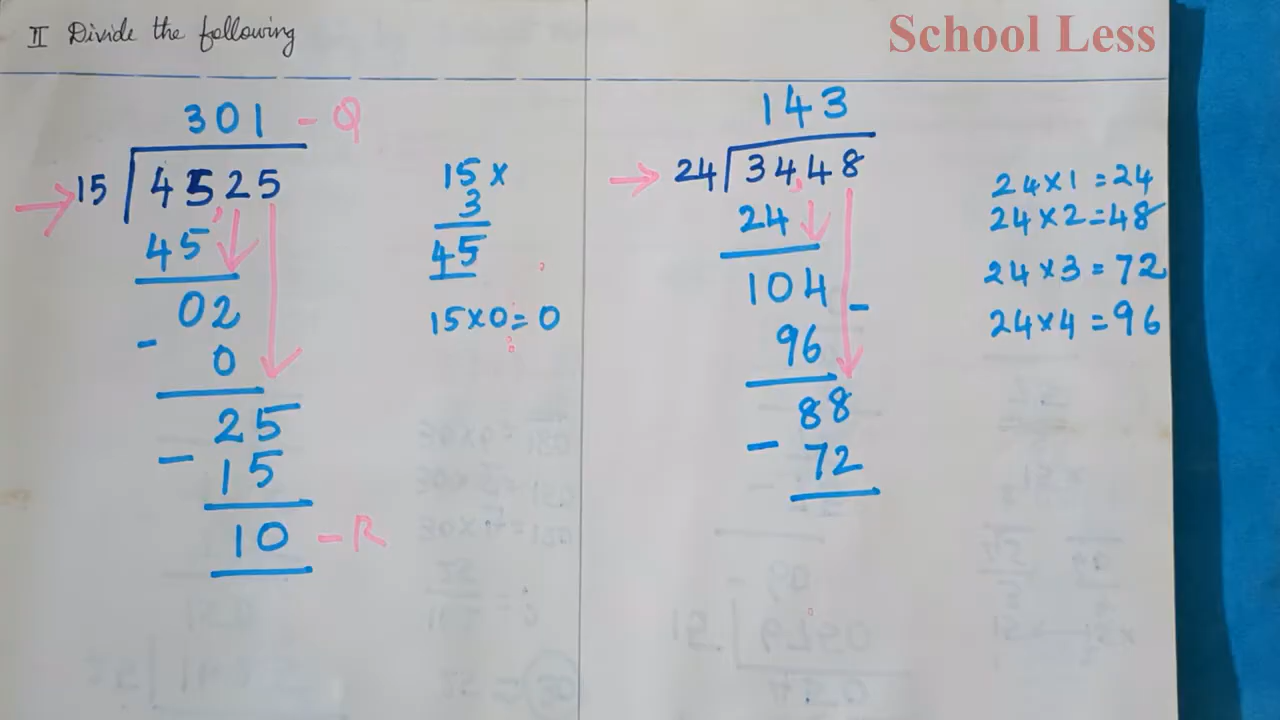 II Divide the following
School Less
301 - Q
15 4525
45
02
- 0
25
- 15
10 - R
15 ×
3
45
15 × 0 = 0
143
24 3448
24
104
- 96
88
- 72
24 × 1 = 24
24 × 2 = 48
24 × 3 = 72
24 × 4 = 96